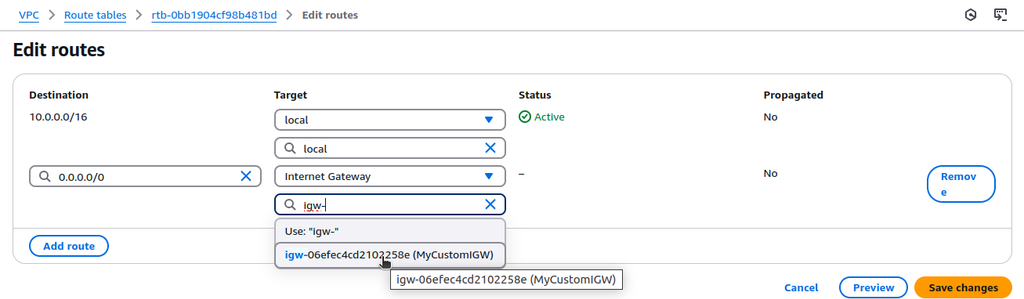 VPC > Route tables > rtb-0bb1904cf98b481bd > Edit routes
Edit routes
Destination Target Status Propagated
10.0.0.0/16 local Active No
local
0.0.0.0/0 Internet Gateway – No Remov
e
igw-
Use: "igw-"
Add route igw-06efec4cd2102258e (MyCustomIGW)
igw-06efec4cd2102258e (MyCustomIGW)
Cancel Preview Save changes